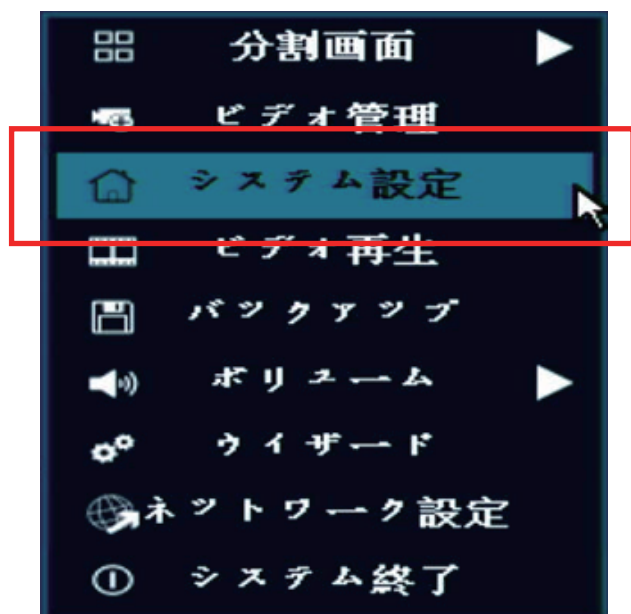 分割画面
ビデオ管理
システム設定
ビデオ再生
バックアップ
ボリューム
ウイザード
ネットワーク設定
システム終了